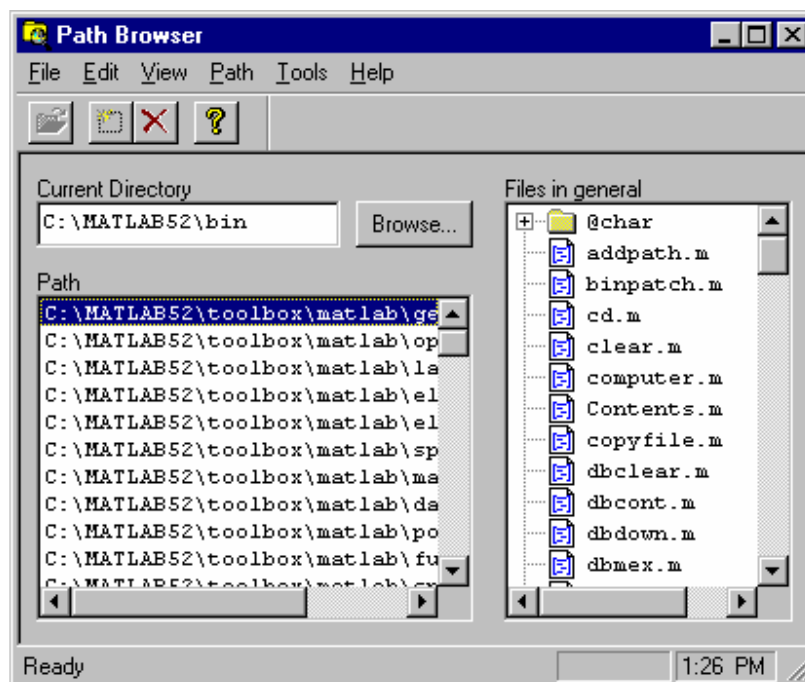 Path Browser
File Edit View Path Tools Help
Current Directory
C:\MATLAB52\bin
Browse...
Path
C:\MATLAB52\toolbox\matlab\ge
C:\MATLAB52\toolbox\matlab\op
C:\MATLAB52\toolbox\matlab\la
C:\MATLAB52\toolbox\matlab\el
C:\MATLAB52\toolbox\matlab\el
C:\MATLAB52\toolbox\matlab\sp
C:\MATLAB52\toolbox\matlab\ma
C:\MATLAB52\toolbox\matlab\da
C:\MATLAB52\toolbox\matlab\po
C:\MATLAB52\toolbox\matlab\fu
Files in general
@char
addpath.m
binpatch.m
cd.m
clear.m
computer.m
Contents.m
copyfile.m
dbclear.m
dbcont.m
dbdown.m
dbmex.m
Ready
1:26 PM